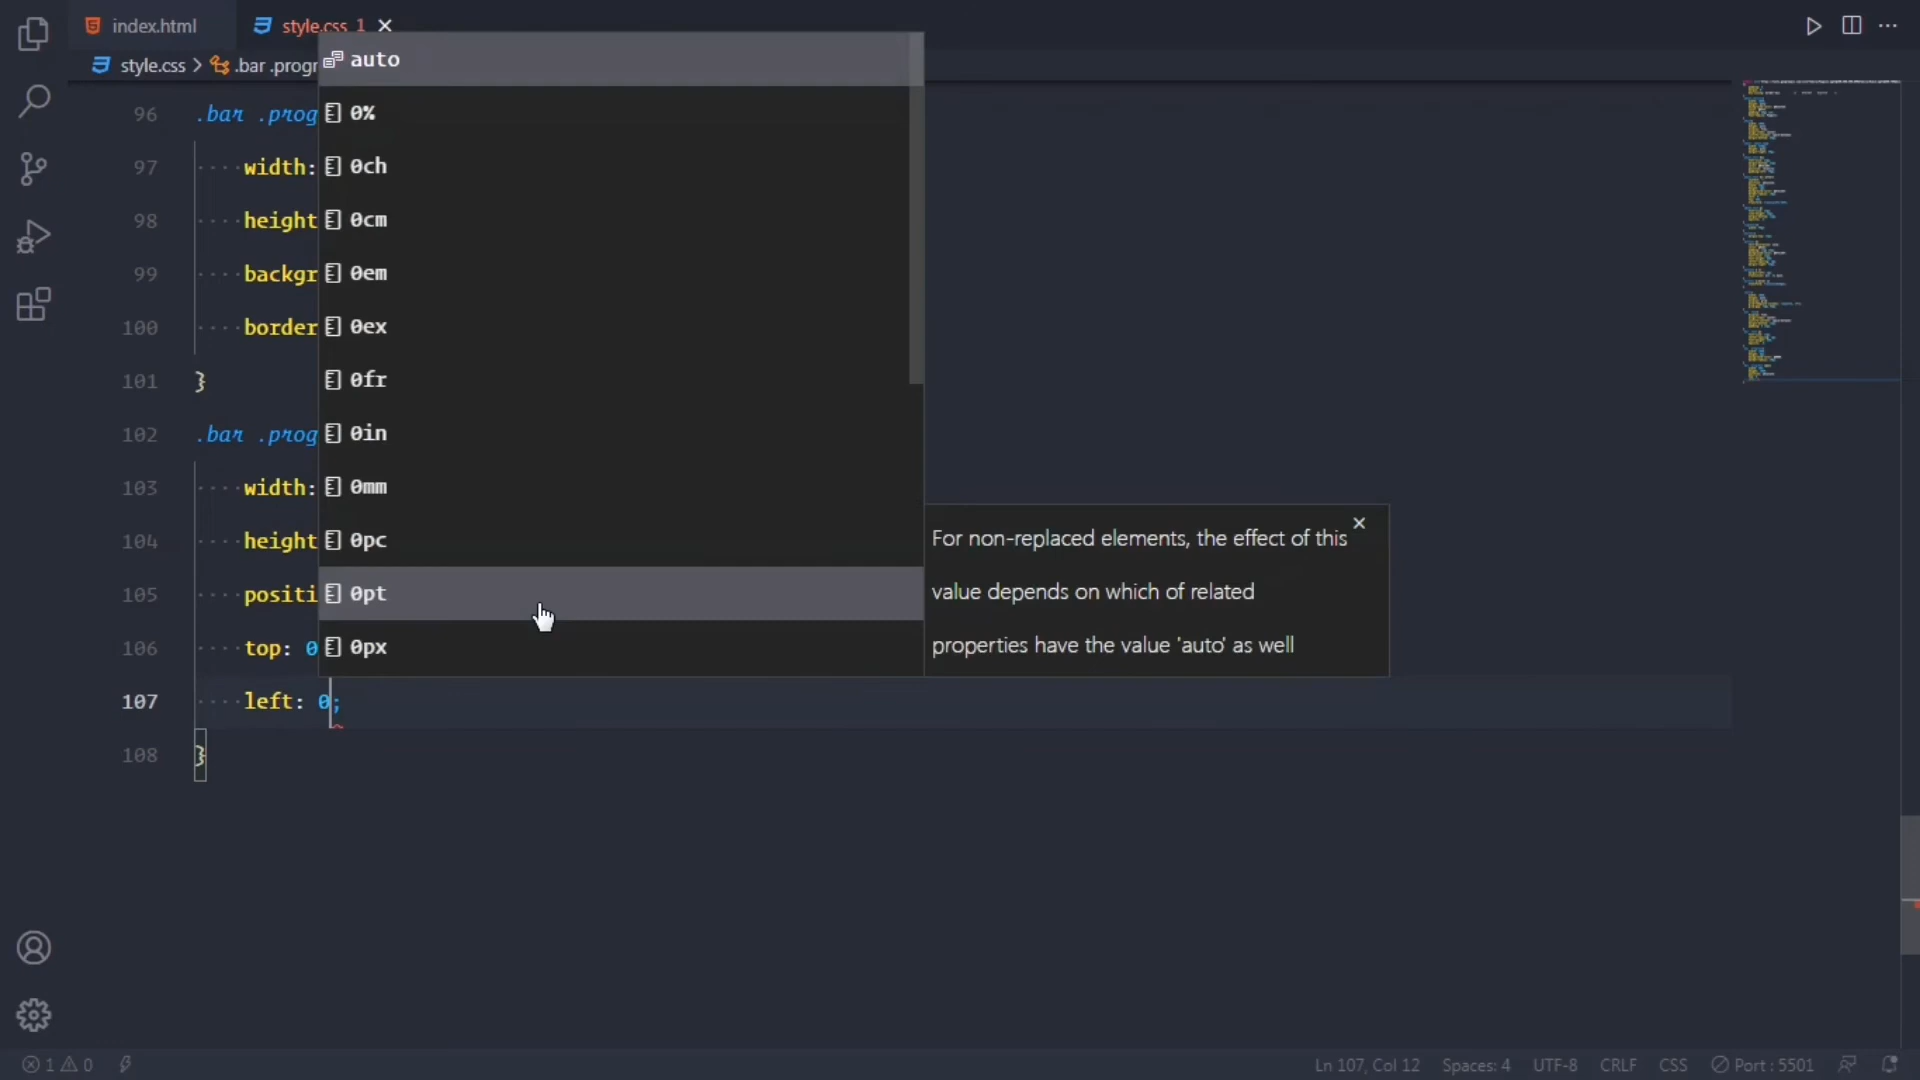 index.html
style.css 1
style.css > .bar .progr
auto
96 .bar .prog 0%
97 width: 0ch
98 height 0cm
99 backgr 0em
100 border 0ex
101 } 0fr
102 .bar .prog 0in
103 width: 0mm
104 height 0pc
105 positi 0pt
106 top: 0 0px
For non-replaced elements, the effect of this
value depends on which of related
properties have the value 'auto' as well
107 left: 0;
108 }
1 0
Ln 107, Col 12 Spaces: 4 UTF-8 CRLF CSS Port : 5501